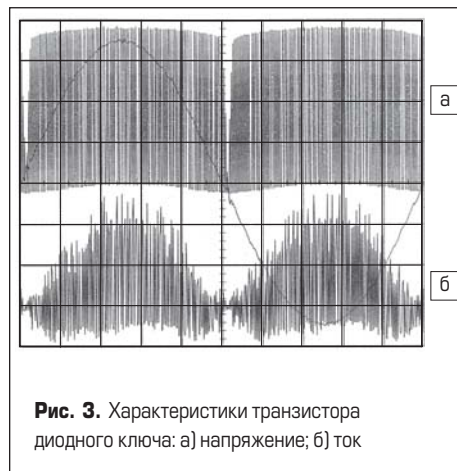 а
б
Рис. 3. Характеристики транзистора
диодного ключа: а) напряжение; б) ток